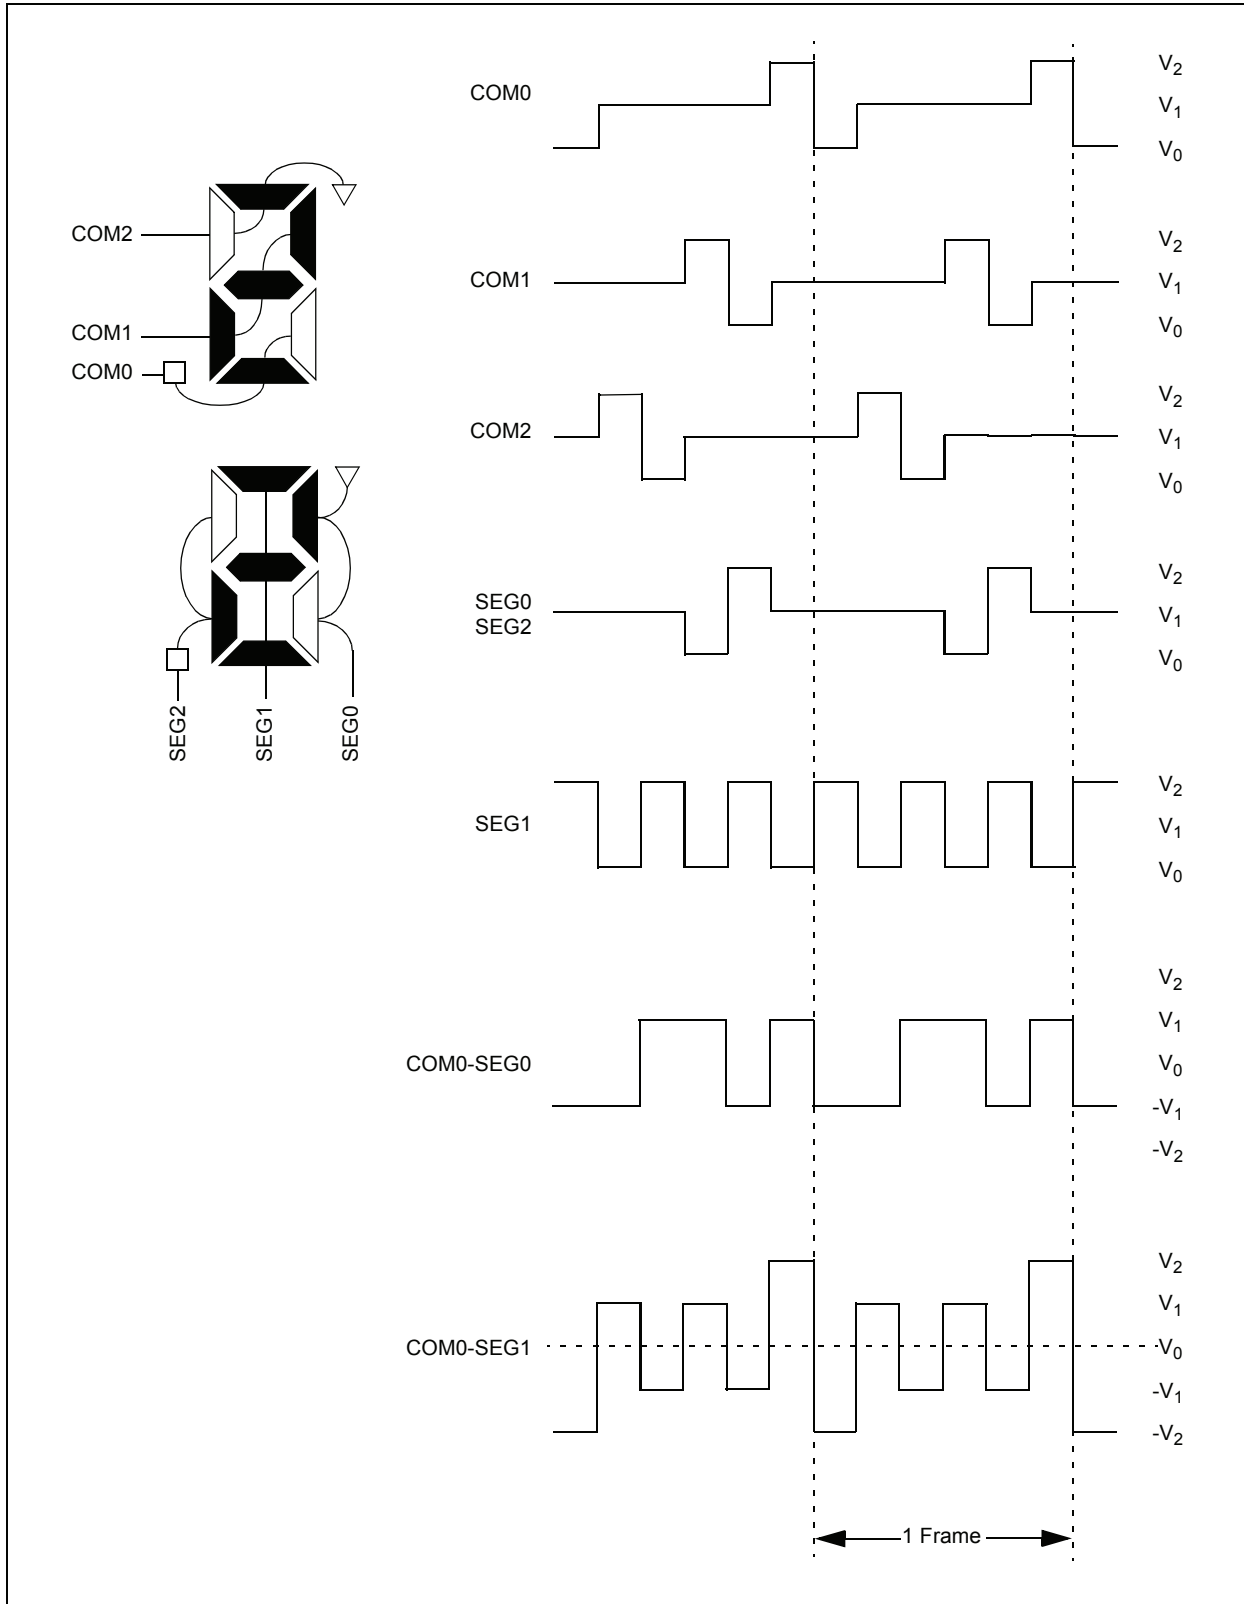 COM0
V2
V1
V0
COM2
COM1
COM0
COM1
V2
V1
V0
COM2
V2
V1
V0
SEG0
SEG2
V2
V1
V0
SEG2
SEG1
SEG0
SEG1
V2
V1
V0
COM0-SEG0
V2
V1
V0
-V1
-V2
COM0-SEG1
V2
V1
V0
-V1
-V2
1 Frame